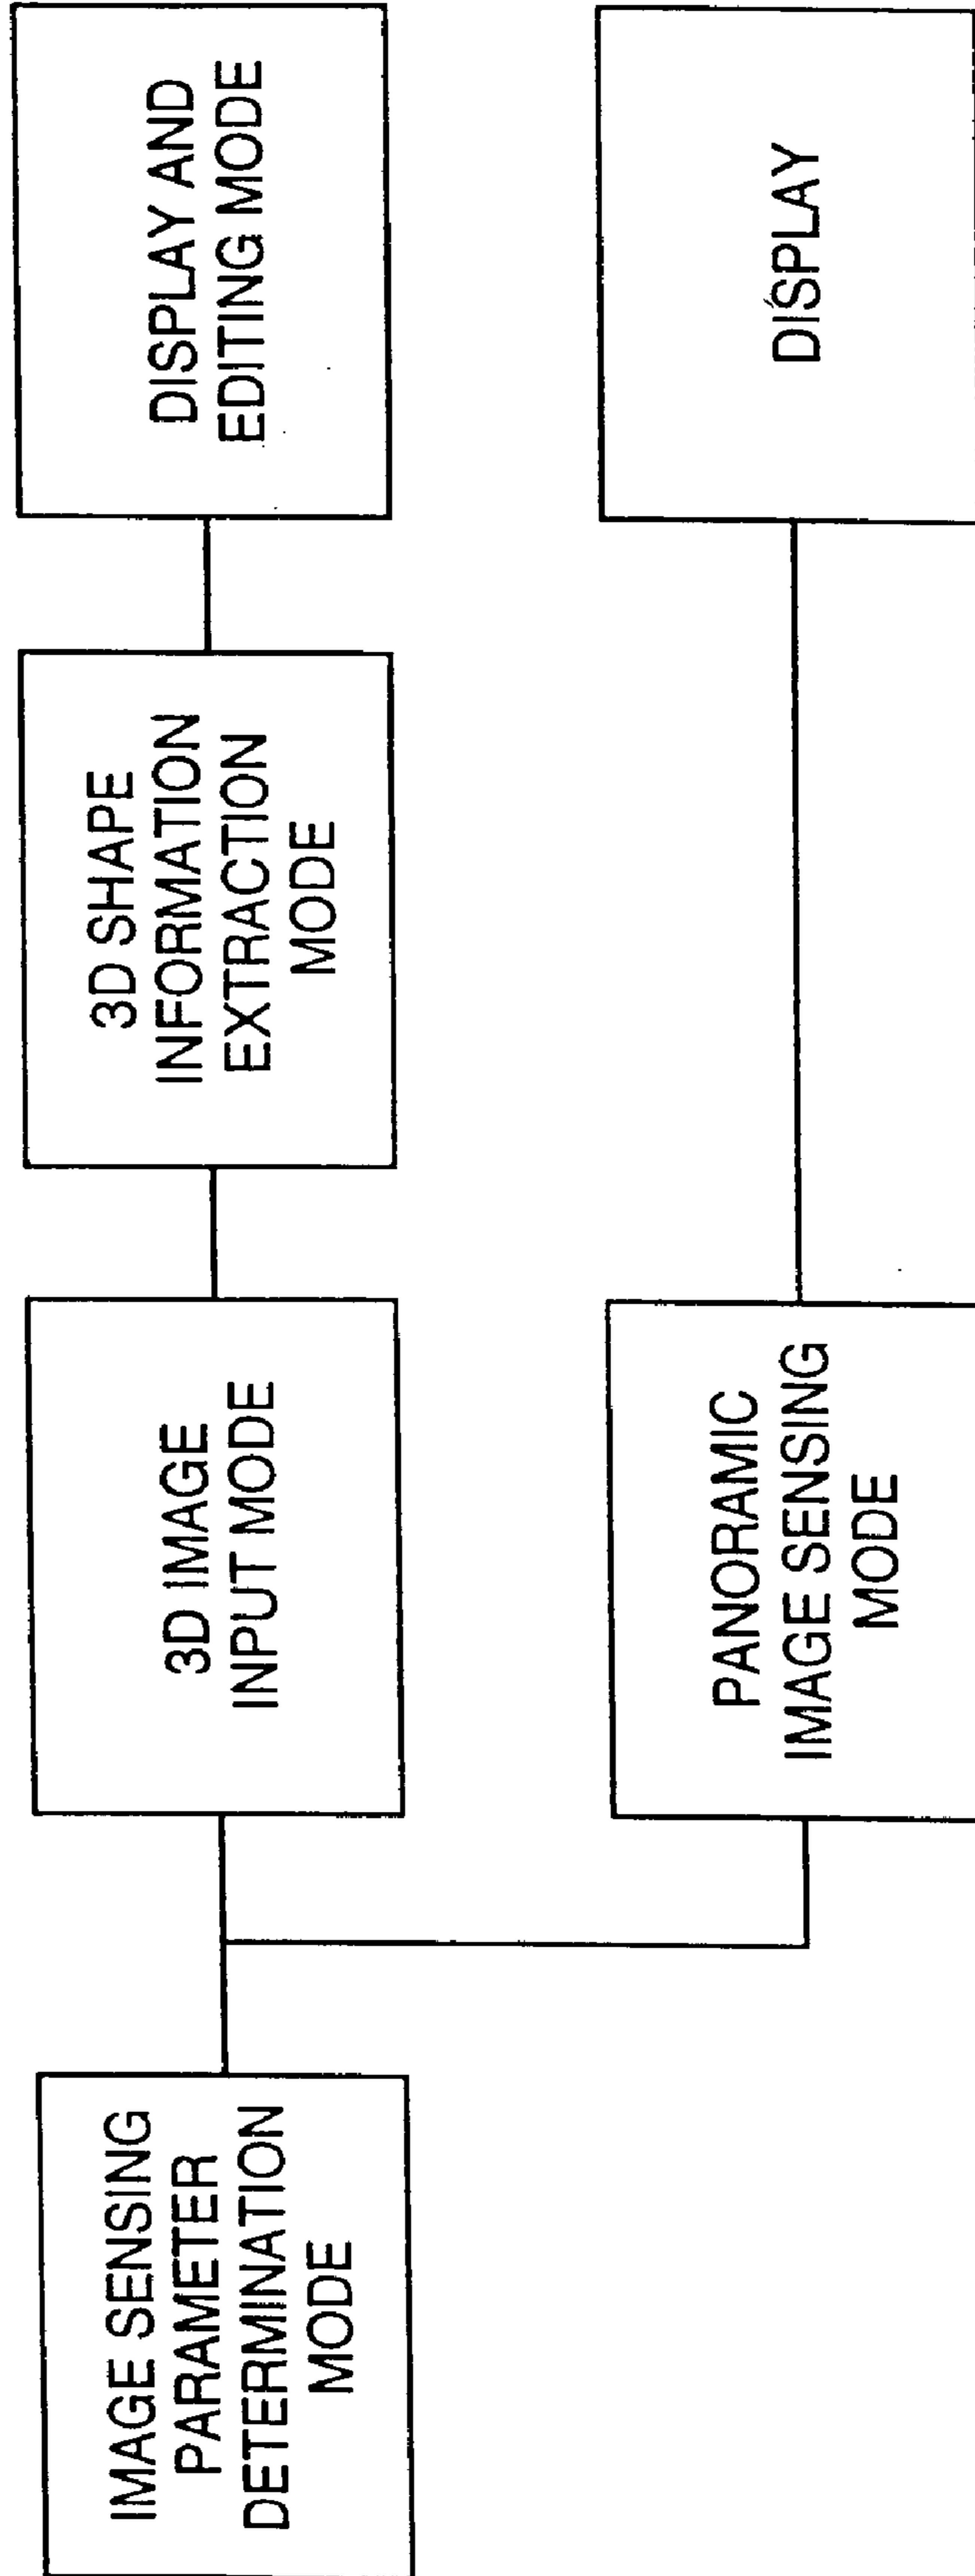 IMAGE SENSING
PARAMETER
DETERMINATION
MODE
3D IMAGE
INPUT MODE
3D SHAPE
INFORMATION
EXTRACTION
MODE
DISPLAY AND
EDITING MODE
PANORAMIC
IMAGE SENSING
MODE
DISPLAY